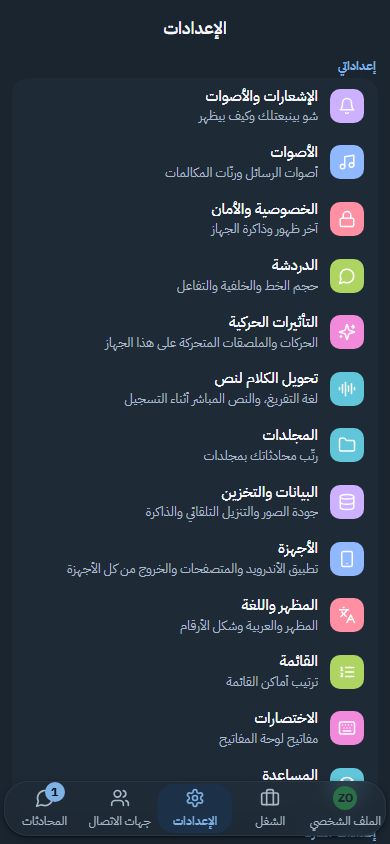 الإعدادات
إعداداتي
الإشعارات والأصوات
شو بينبعتلك وكيف بيظهر
الأصوات
أصوات الرسائل ورنّات المكالمات
الخصوصية والأمان
آخر ظهور وذاكرة الجهاز
الدردشة
حجم الخط والخلفية والتفاعل
التأثيرات الحركية
الحركات والملصقات المتحركة على هذا الجهاز
تحويل الكلام لنص
لغة التفريغ، والنص المباشر أثناء التسجيل
المجلدات
رتّب محادثاتك بمجلدات
البيانات والتخزين
جودة الصور والتنزيل التلقائي والذاكرة
الأجهزة
تطبيق الأندرويد والمتصفحات والخروج من كل الأجهزة
المظهر واللغة
المظهر والعربية وشكل الأرقام
القائمة
ترتيب أماكن القائمة
الاختصارات
مفاتيح لوحة المفاتيح
المساعدة
ZO
1
الملف الشخصي
الشغل
الإعدادات
جهات الاتصال
المحادثات